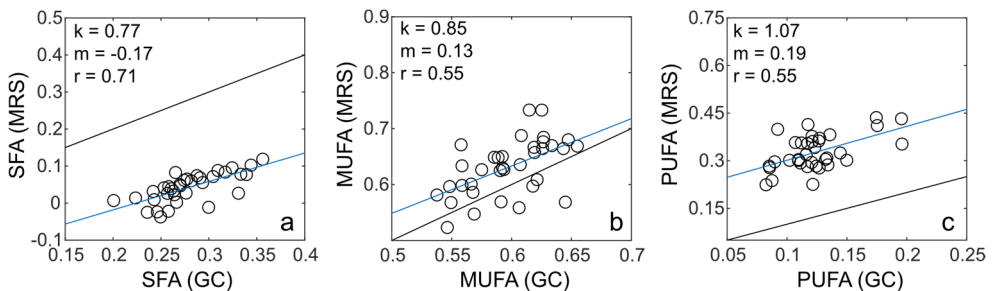 k = 0.77
m = -0.17
r = 0.71
0.5
0.4
0.3
0.2
0.1
0
-0.1
SFA (MRS)
0.15
0.2
0.25
0.3
0.35
0.4
SFA (GC)
a
k = 0.85
m = 0.13
r = 0.55
0.9
0.8
0.7
0.6
MUFA (MRS)
0.5
0.55
0.6
0.65
0.7
MUFA (GC)
b
k = 1.07
m = 0.19
r = 0.55
0.75
0.6
0.45
0.3
0.15
PUFA (MRS)
0.05
0.1
0.15
0.2
0.25
PUFA (GC)
c